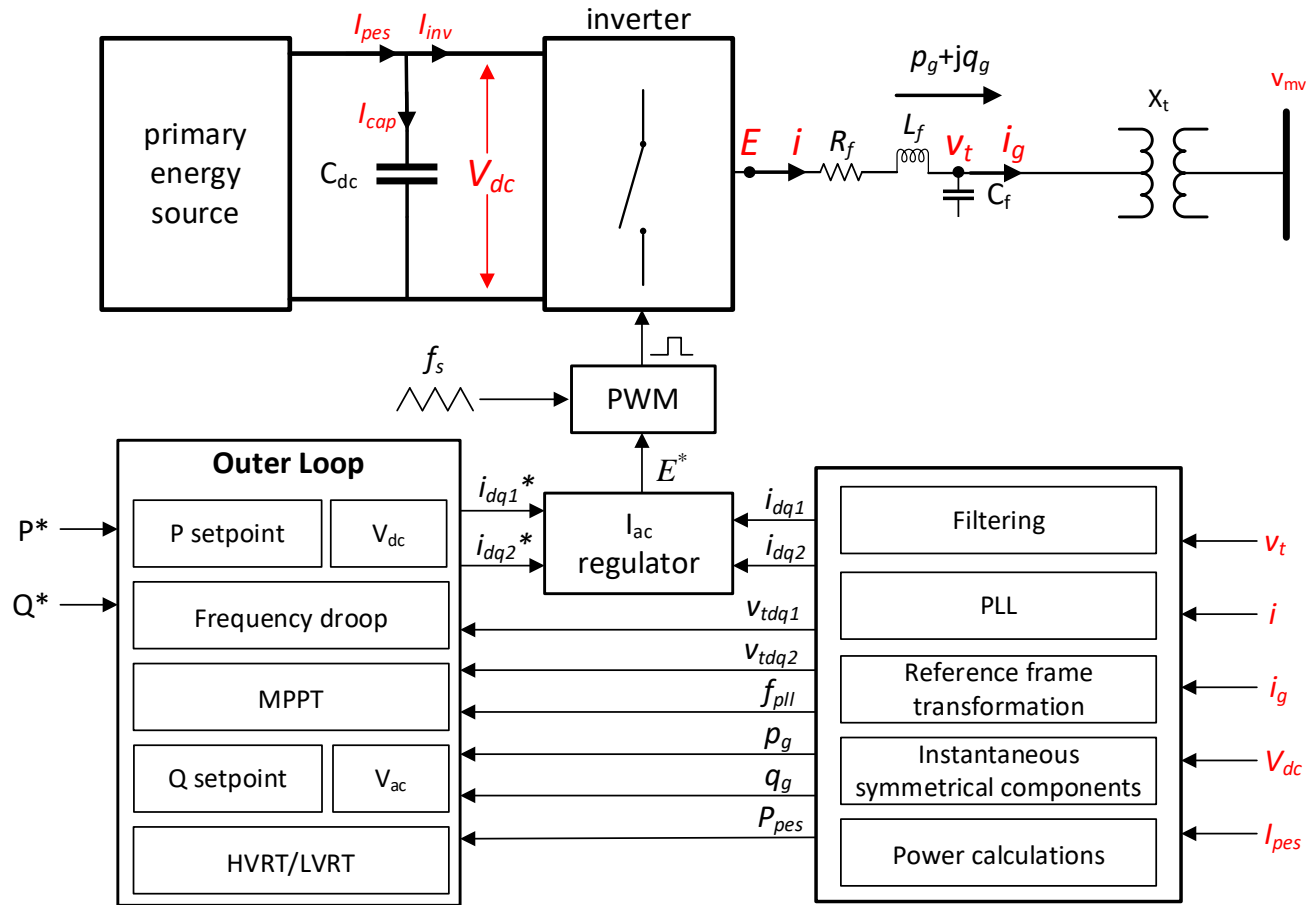 inverter
I_pes
I_inv
p_g+jq_g
v_mv
X_t
primary
energy
source
I_cap
C_dc
V_dc
E
i
R_f
L_f
v_t
i_g
C_f
f_s
PWM
E*
Outer Loop
P*
Q*
P setpoint
V_dc
Frequency droop
MPPT
Q setpoint
V_ac
HVRT/LVRT
i_dq1*
i_dq2*
I_ac
regulator
i_dq1
i_dq2
v_tdq1
v_tdq2
f_pll
p_g
q_g
P_pes
Filtering
PLL
Reference frame
transformation
Instantaneous
symmetrical components
Power calculations
v_t
i
i_g
V_dc
I_pes